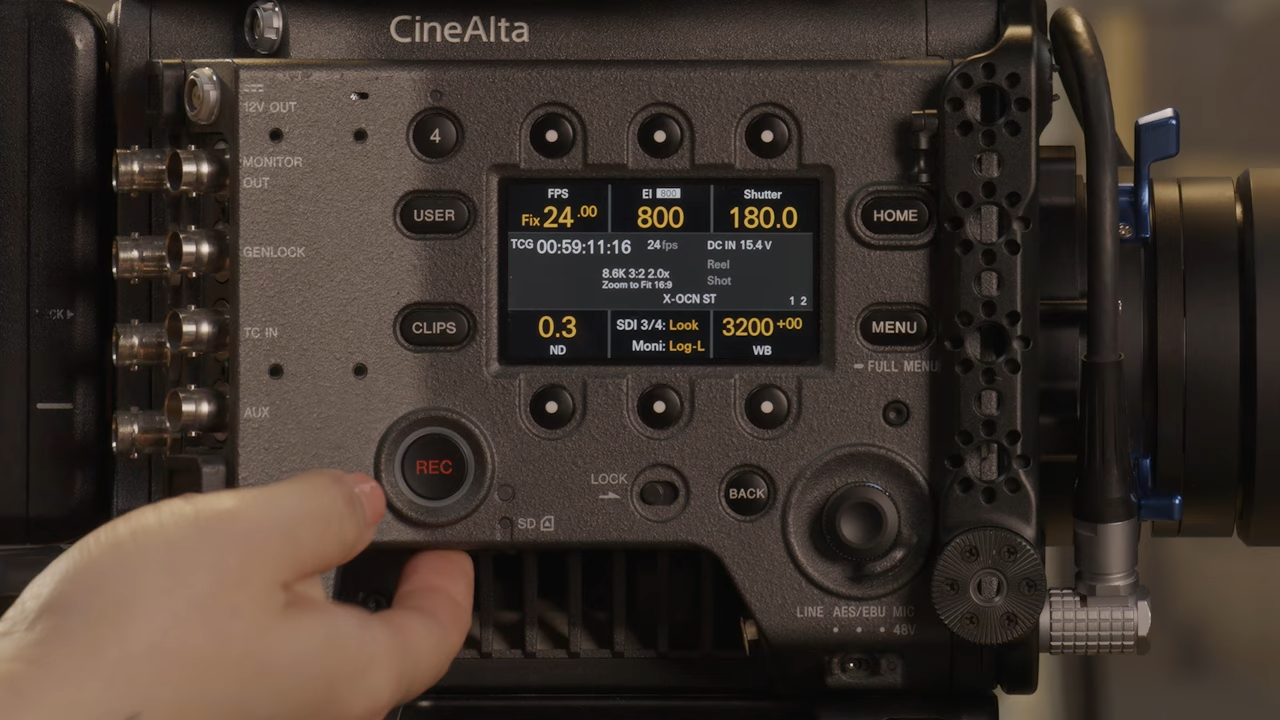 CineAlta
12V OUT
4
MONITOR
OUT
USER
HOME
GENLOCK
FPS
EI 800
Shutter
Fix 24.00
800
180.0
TCG 00:59:11:16
24 fps
DC IN 15.4 V
Reel
8.6K 3:2 2.0x
Shot
Zoom to Fit 16:9
X-OCN ST
1 2
0.3
SDI 3/4: Look
3200+00
ND
Moni: Log-L
WB
TC IN
CLIPS
MENU
FULL MENU
AUX
REC
LOCK
BACK
SD
LINE AES/EBU MIC
48V